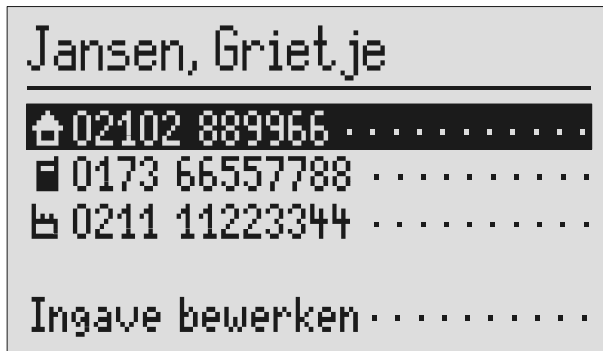 Jansen, Grietje
02102 889966 . . . . . . . . . . .
0173 66557788 . . . . . . . . . .
0211 11223344 . . . . . . . . . .
Ingave bewerken . . . . . . . . . .